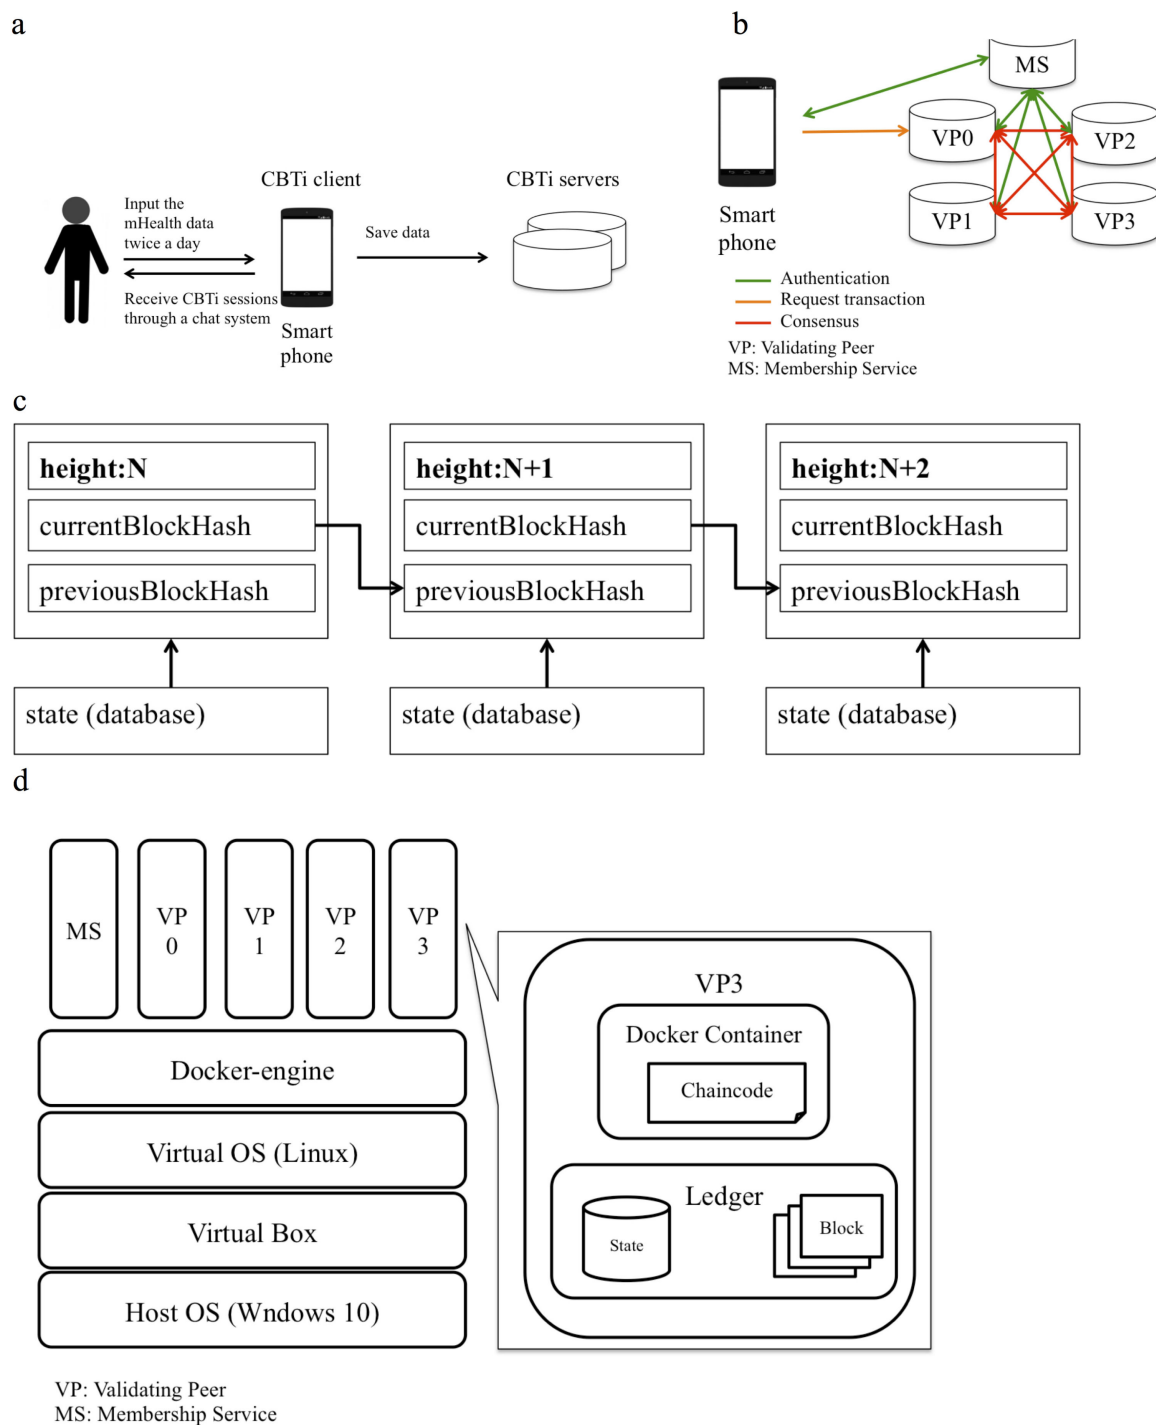 a
Input the
mHealth data
twice a day
Receive CBTi sessions
through a chat system
CBTi client
Smart
phone
Save data
CBTi servers
b
MS
VP0
VP2
VP1
VP3
Smart
phone
Authentication
Request transaction
Consensus
VP: Validating Peer
MS: Membership Service
c
height:N
currentBlockHash
previousBlockHash
state (database)
height:N+1
currentBlockHash
previousBlockHash
state (database)
height:N+2
currentBlockHash
previousBlockHash
state (database)
d
MS
VP
0
VP
1
VP
2
VP
3
Docker-engine
Virtual OS (Linux)
Virtual Box
Host OS (Wndows 10)
VP3
Docker Container
Chaincode
Ledger
State
Block
VP: Validating Peer
MS: Membership Service